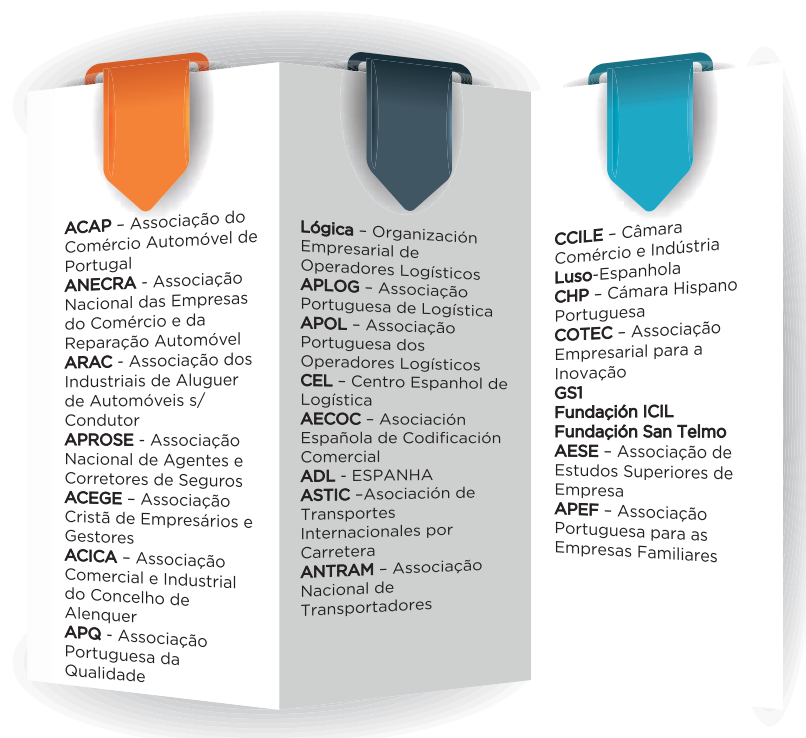 ACAP – Associação do
Comércio Automóvel de
Portugal
ANECRA - Associação
Nacional das Empresas
do Comércio e da
Reparação Automóvel
ARAC - Associação dos
Industriais de Aluguer
de Automóveis s/
Condutor
APROSE - Associação
Nacional de Agentes e
Corretores de Seguros
ACEGE – Associação
Cristã de Empresários e
Gestores
ACICA – Associação
Comercial e Industrial
do Concelho de
Alenquer
APQ - Associação
Portuguesa da
Qualidade
Lógica – Organización
Empresarial de
Operadores Logísticos
APLOG – Associação
Portuguesa de Logística
APOL – Associação
Portuguesa dos
Operadores Logísticos
CEL – Centro Espanhol de
Logística
AECOC – Asociación
Española de Codificación
Comercial
ADL - ESPANHA
ASTIC –Asociación de
Transportes
Internacionales por
Carretera
ANTRAM – Associação
Nacional de
Transportadores
CCILE – Câmara
Comércio e Indústria
Luso-Espanhola
CHP – Cámara Hispano
Portuguesa
COTEC – Associação
Empresarial para a
Inovação
GS1
Fundación ICIL
Fundación San Telmo
AESE – Associação de
Estudos Superiores de
Empresa
APEF – Associação
Portuguesa para as
Empresas Familiares